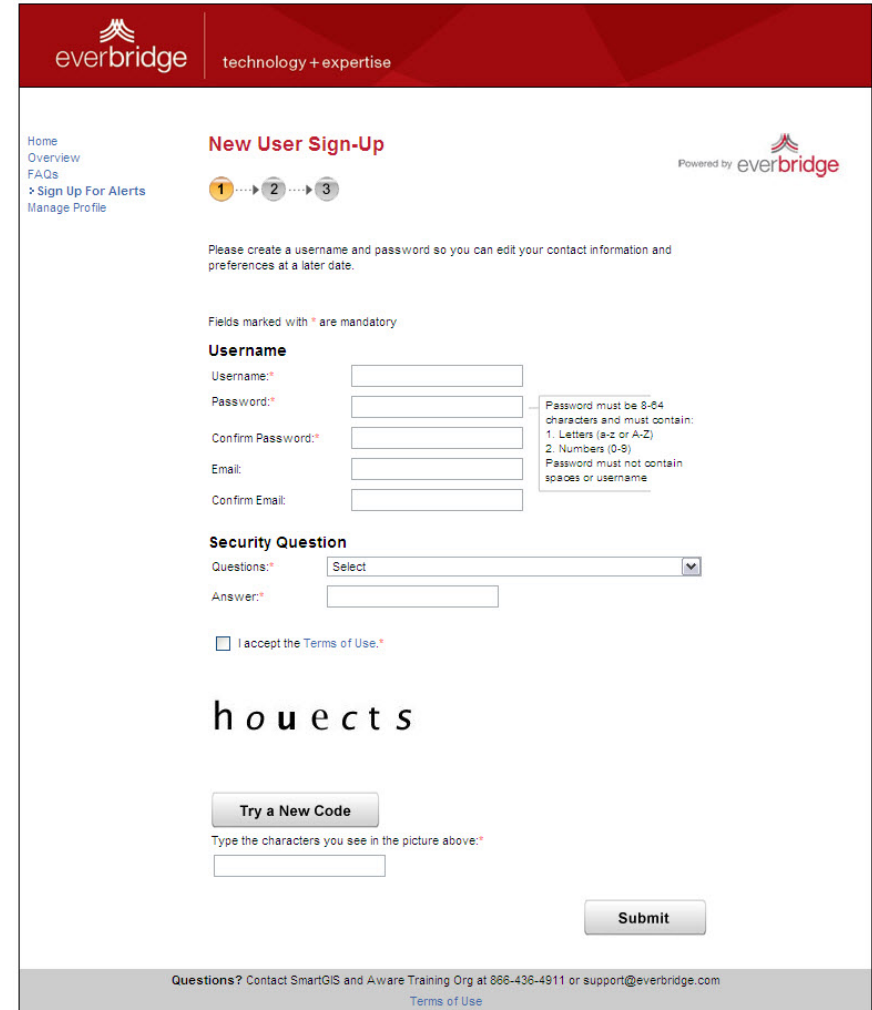 everbridge
technology+expertise
Home
Overview
FAQs
Sign Up For Alerts
Manage Profile
New User Sign-Up
Powered by everbridge
1 2 3
Please create a username and password so you can edit your contact information and
preferences at a later date.
Fields marked with * are mandatory
Username
Username:*
Password:*
Password must be 8-64
characters and must contain:
1. Letters (a-z or A-Z)
2. Numbers (0-9)
Password must not contain
spaces or username
Confirm Password:*
Email:
Confirm Email:
Security Question
Questions:* Select
Answer:*
I accept the Terms of Use.*
h o u e c t s
Try a New Code
Type the characters you see in the picture above:*
Submit
Questions? Contact SmartGIS and Aware Training Org at 866-436-4911 or support@everbridge.com
Terms of Use